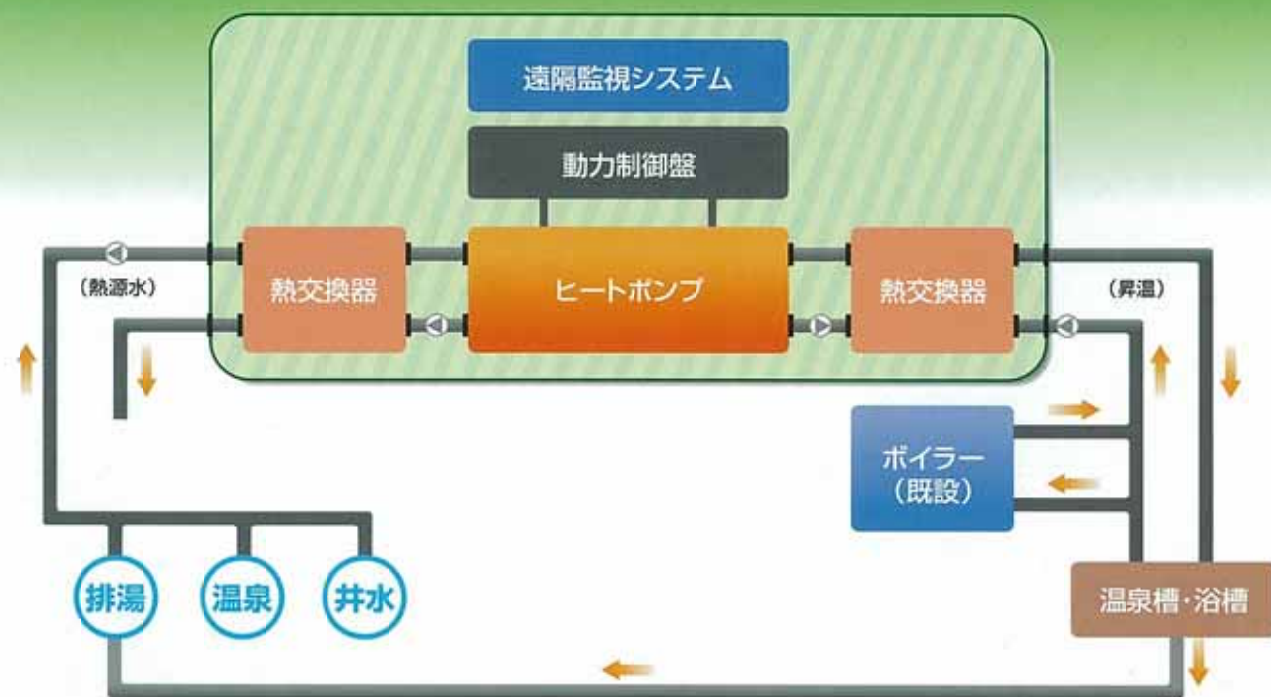 遠隔監視システム
動力制御盤
熱交換器
ヒートポンプ
熱交換器
(熱源水)
(昇温)
ボイラー
(既設)
排湯
温泉
井水
温泉槽・浴槽